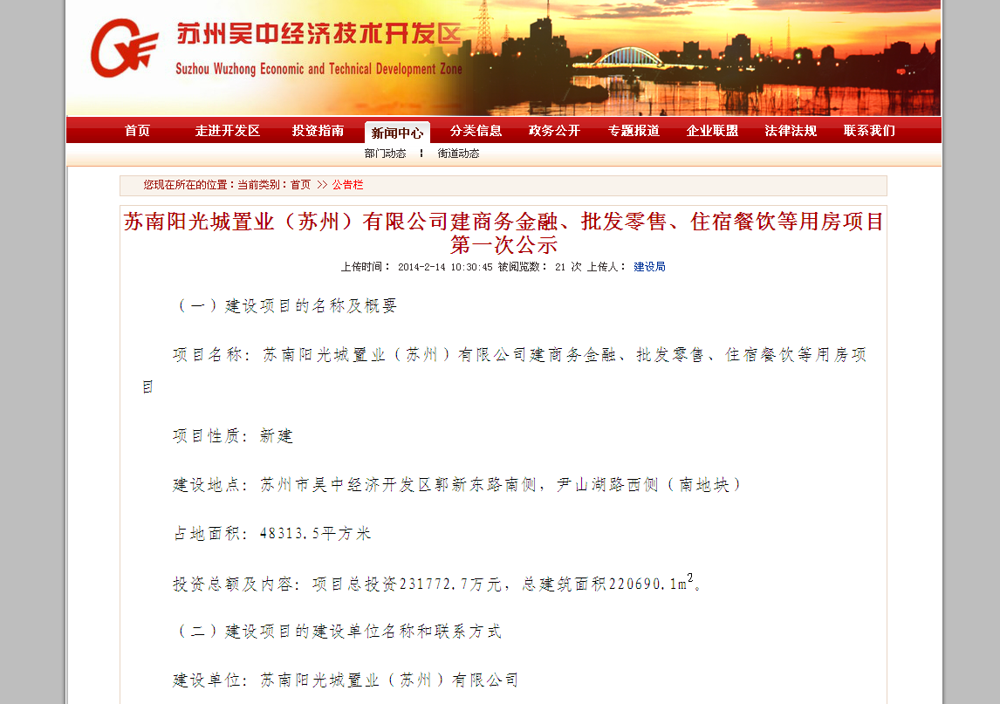 苏州吴中经济技术开发区
Suzhou Wuzhong Economic and Technical Development Zone
首页 走进开发区 投资指南 新闻中心 分类信息 政务公开 专题报道 企业联盟 法律法规 联系我们
部门动态 街道动态
您现在所在的位置：当前类别：首页 >> 公告栏
苏南阳光城置业（苏州）有限公司建商务金融、批发零售、住宿餐饮等用房项目
第一次公示
上传时间： 2014-2-14 10:30:45 被阅览数： 21 次 上传人： 建设局
（一）建设项目的名称及概要
项目名称：苏南阳光城置业（苏州）有限公司建商务金融、批发零售、住宿餐饮等用房项
目
项目性质：新建
建设地点：苏州市吴中经济开发区郭新东路南侧，尹山湖路西侧（南地块）
占地面积：48313.5平方米
投资总额及内容：项目总投资231772.7万元，总建筑面积220690.1m²。
（二）建设项目的建设单位名称和联系方式
建设单位：苏南阳光城置业（苏州）有限公司